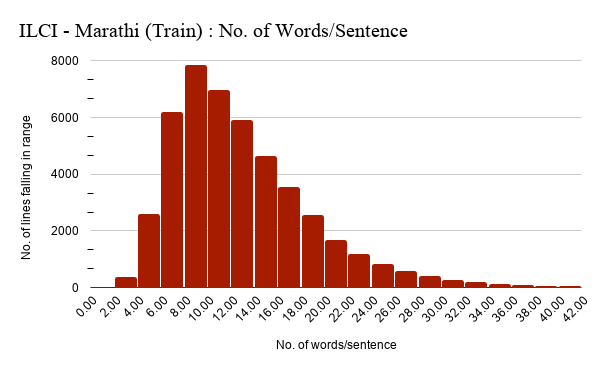 ILCI - Marathi (Train) : No. of Words/Sentence
No. of lines falling in range
8000
6000
4000
2000
0
0.00 2.00 4.00 6.00 8.00 10.00 12.00 14.00 16.00 18.00 20.00 22.00 24.00 26.00 28.00 30.00 32.00 34.00 36.00 38.00 40.00 42.00
No. of words/sentence